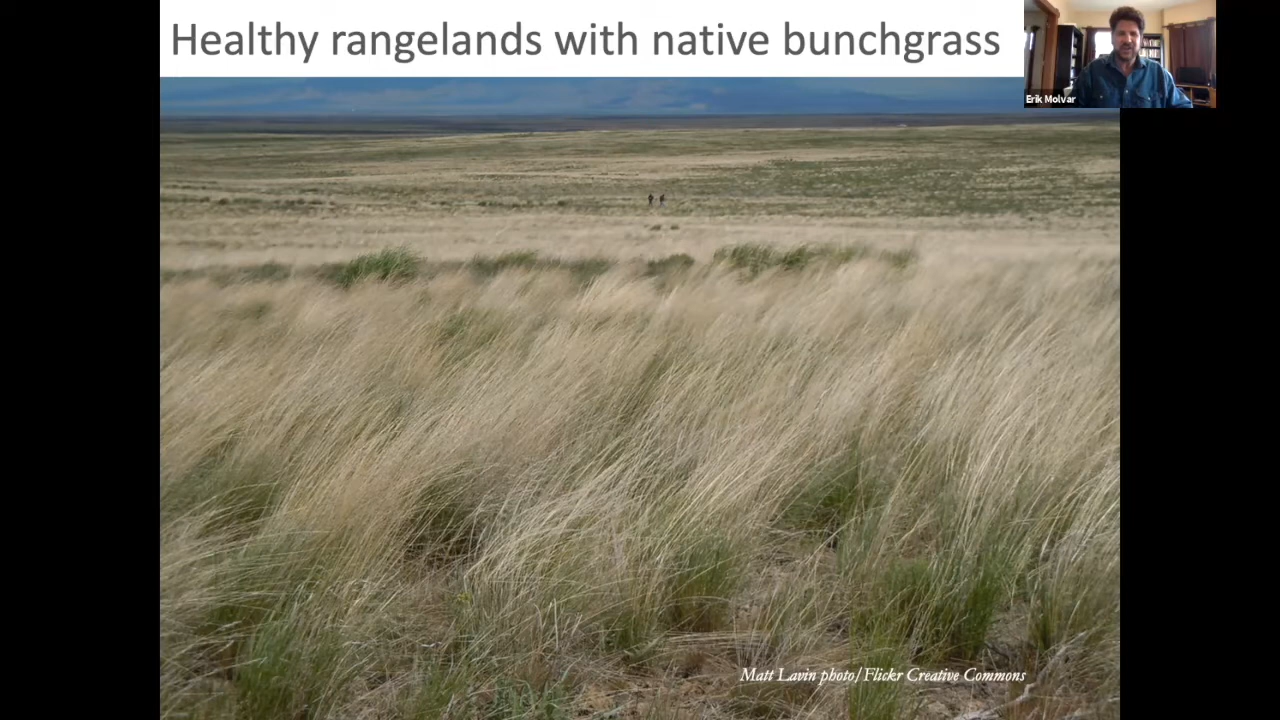 Healthy rangelands with native bunchgrass
Erik Molvar
Matt Lavin photo/Flickr Creative Commons